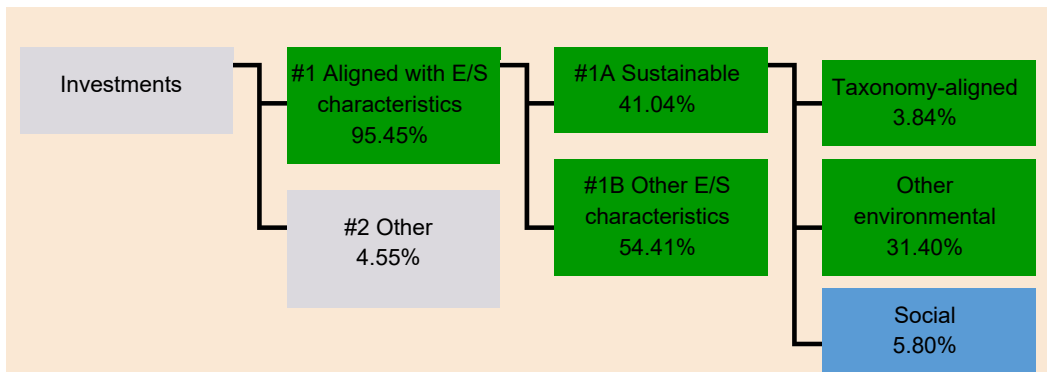 Investments
#1 Aligned with E/S
characteristics
95.45%
#2 Other
4.55%
#1A Sustainable
41.04%
#1B Other E/S
characteristics
54.41%
Taxonomy-aligned
3.84%
Other
environmental
31.40%
Social
5.80%